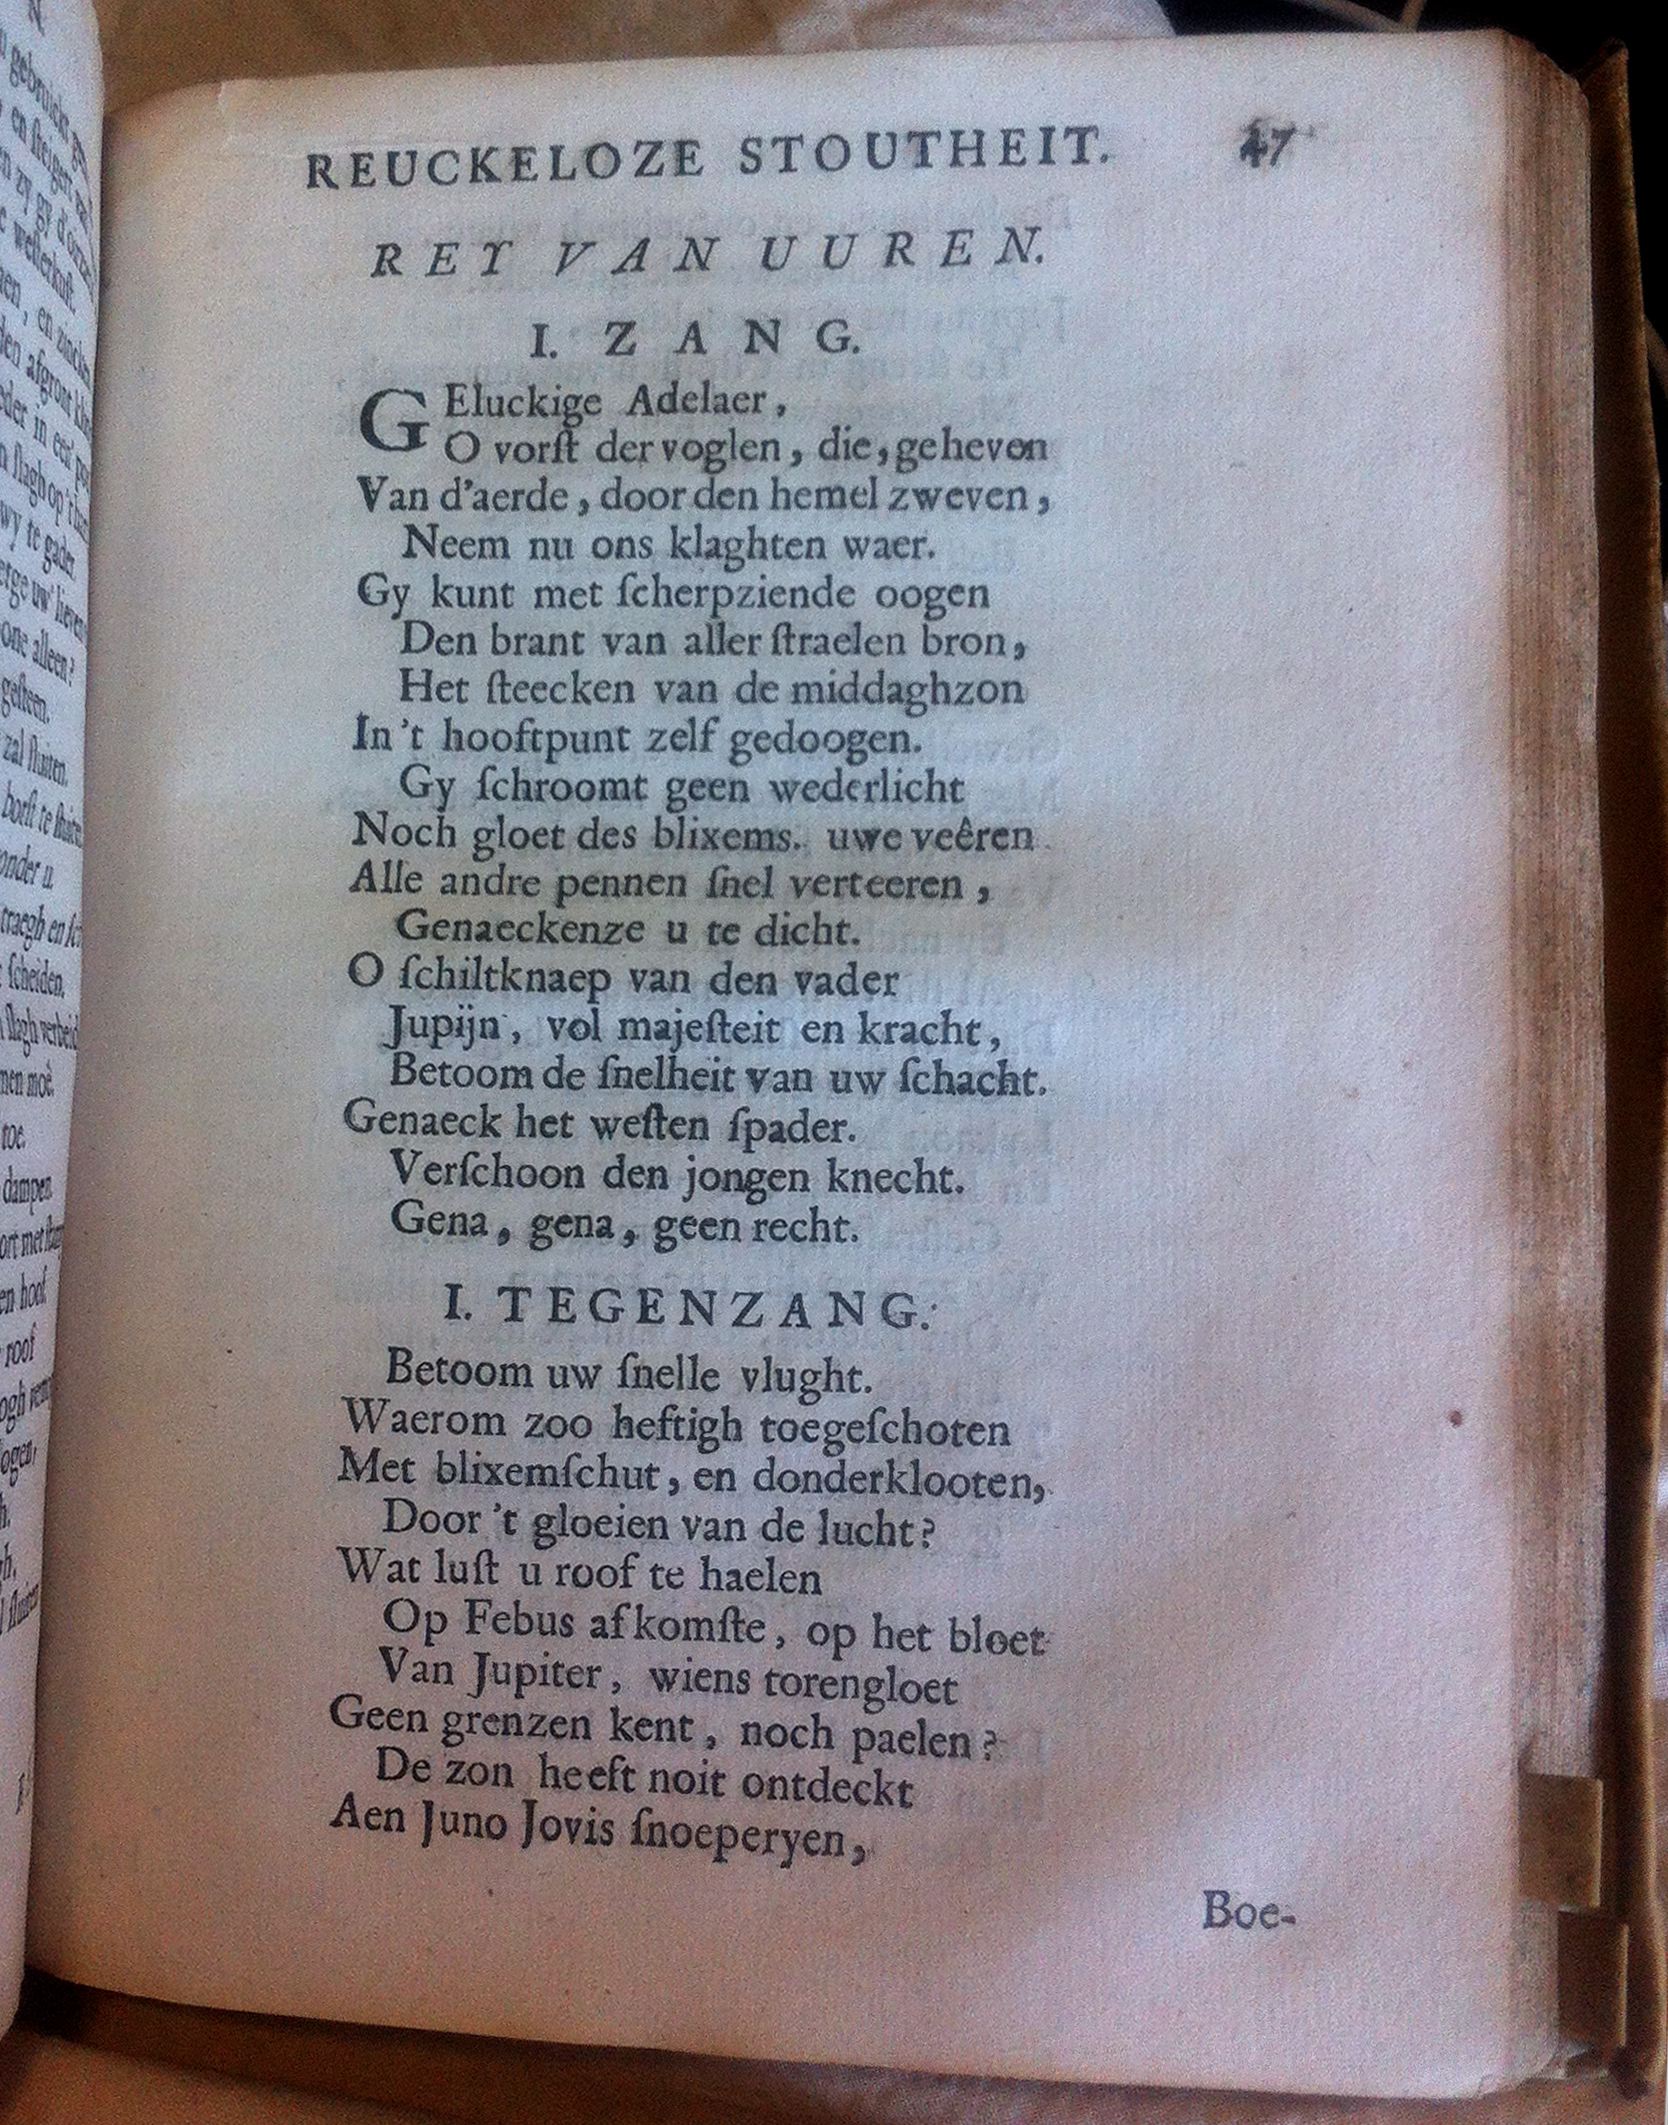 REUCKELOZE STOUTHEIT. 47
REY VAN UUREN.
I. ZANG.
GEluckige Adelaer,
O vorſt der voglen, die, geheven
Van d'aerde, door den hemel zweven,
Neem nu ons klaghten waer.
Gy kunt met ſcherpziende oogen
Den brant van aller ſtraelen bron,
Het ſteecken van de middaghzon
In 't hooftpunt zelf gedoogen.
Gy ſchroomt geen wederlicht
Noch gloet des blixems. uwe veêren
Alle andre pennen ſnel verteeren,
Genaeckenze u te dicht.
O ſchiltknaep van den vader
Jupijn, vol majeſteit en kracht,
Betoom de ſnelheit van uw ſchacht.
Genaeck het weſten ſpader.
Verſchoon den jongen knecht.
Gena, gena, geen recht.
I. TEGENZANG.
Betoom uw ſnelle vlught.
Waerom zoo heftigh toegeſchoten
Met blixemſchut, en donderklooten,
Door 't gloeien van de lucht?
Wat luſt u roof te haelen
Op Febus afkomſte, op het bloet
Van Jupiter, wiens torengloet
Geen grenzen kent, noch paelen?
De zon heeft noit ontdeckt
Aen Juno Jovis ſnoeperyen,
Boe-